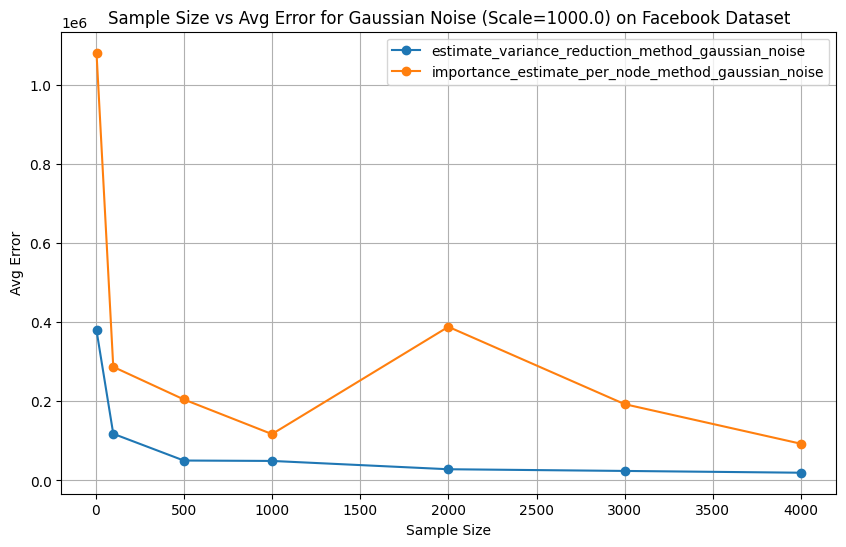 Sample Size vs Avg Error for Gaussian Noise (Scale=1000.0) on Facebook Dataset
1e6
estimate_variance_reduction_method_gaussian_noise
importance_estimate_per_node_method_gaussian_noise
1.0
0.8
0.6
0.4
0.2
0.0
Avg Error
0 500 1000 1500 2000 2500 3000 3500 4000
Sample Size